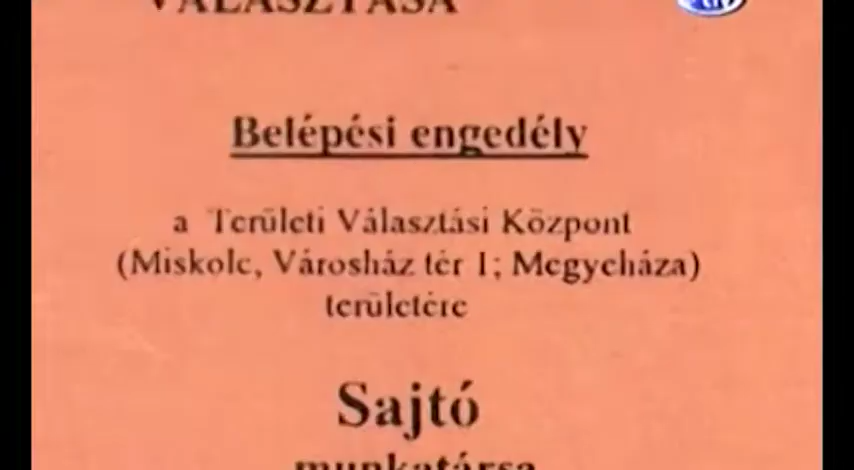 VÁLASZTÁSA
Belépési engedély
a Területi Választási Központ
(Miskolc, Városház tér 1; Megyeháza)
területére
Sajtó
munkatársa